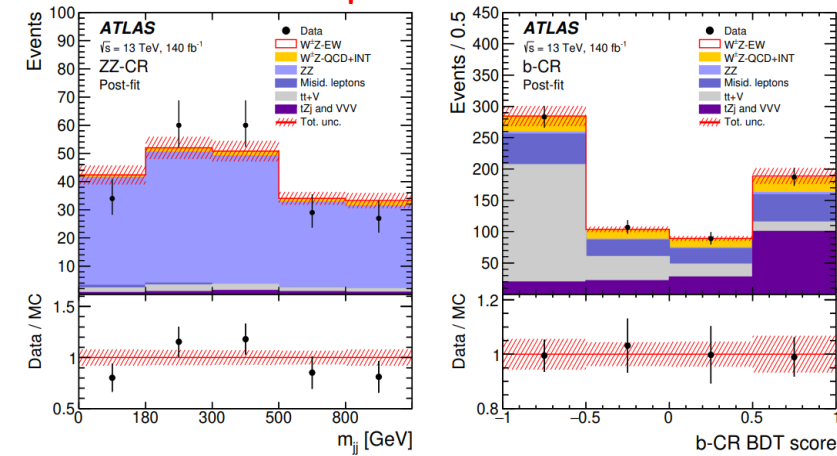 Events
100
90
80
70
60
50
40
30
20
10
ATLAS
√s = 13 TeV, 140 fb⁻¹
ZZ-CR
Post-fit
Data
W±Z-EW
W±Z-QCD+INT
ZZ
Misid. leptons
tt+V
tZj and VVV
Tot. unc.
Data / MC
1.5
1
0.5
0
180
300
500
800
m_jj [GeV]
Events / 0.5
450
400
350
300
250
200
150
100
50
ATLAS
√s = 13 TeV, 140 fb⁻¹
b-CR
Post-fit
Data
W±Z-EW
W±Z-QCD+INT
ZZ
Misid. leptons
tt+V
tZj and VVV
Tot. unc.
Data / MC
1.2
1
0.8
−1
−0.5
0
0.5
1
b-CR BDT score